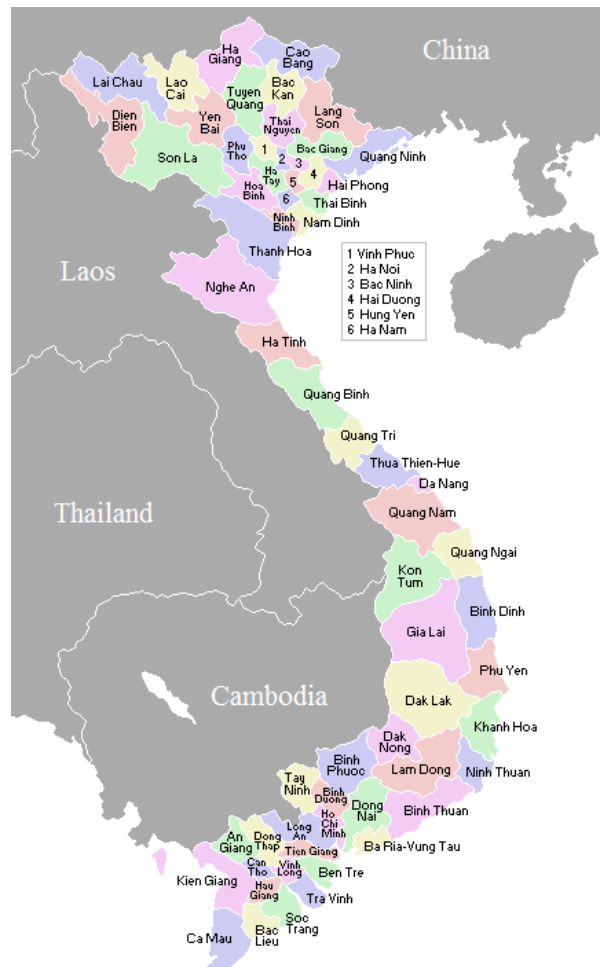 China
Ha
Giang
Cao
Bang
Lai Chau
Lao
Cai
Tuyen
Quang
Bac
Kan
Dien
Bien
Yen
Bai
Thai
Nguyen
Lang
Son
Son La
Phu
Tho
1
2
3
Bac Giang
Quang Ninh
Ha
Tay
4
5
Hoa
Binh
6
Hai Phong
Thai Binh
Ninh
Binh
Nam Dinh
Thanh Hoa
1 Vinh Phuc
2 Ha Noi
3 Bac Ninh
4 Hai Duong
5 Hung Yen
6 Ha Nam
Laos
Nghe An
Ha Tinh
Quang Binh
Quang Tri
Thua Thien-Hue
Da Nang
Thailand
Quang Nam
Quang Ngai
Kon
Tum
Binh Dinh
Gia Lai
Phu Yen
Cambodia
Dak Lak
Khanh Hoa
Dak
Nong
Binh
Phuoc
Lam Dong
Ninh Thuan
Tay
Ninh
Binh
Duong
Dong
Nai
Binh Thuan
Ho
Chi
Minh
Long
An
An
Giang
Dong
Thap
Tien Giang
Ba Ria-Vung Tau
Can
Tho
Vinh
Long
Ben Tre
Kien Giang
Hau
Giang
Tra Vinh
Soc
Trang
Ca Mau
Bac
Lieu